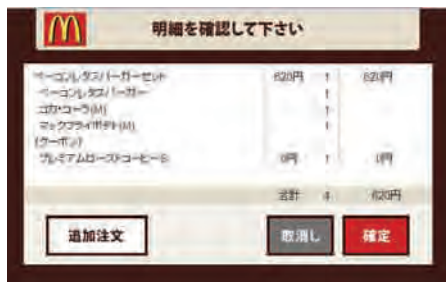 明細を確認して下さい
ベーコンレタスバーガーセット 620円 1 620円
ベーコンレタスバーガー 1
コカ・コーラ(M) 1
マックフライポテト(M) 1
(クーポン)
プレミアムローストコーヒーS 0円 1 0円
合計 4 620円
追加注文 取消し 確定